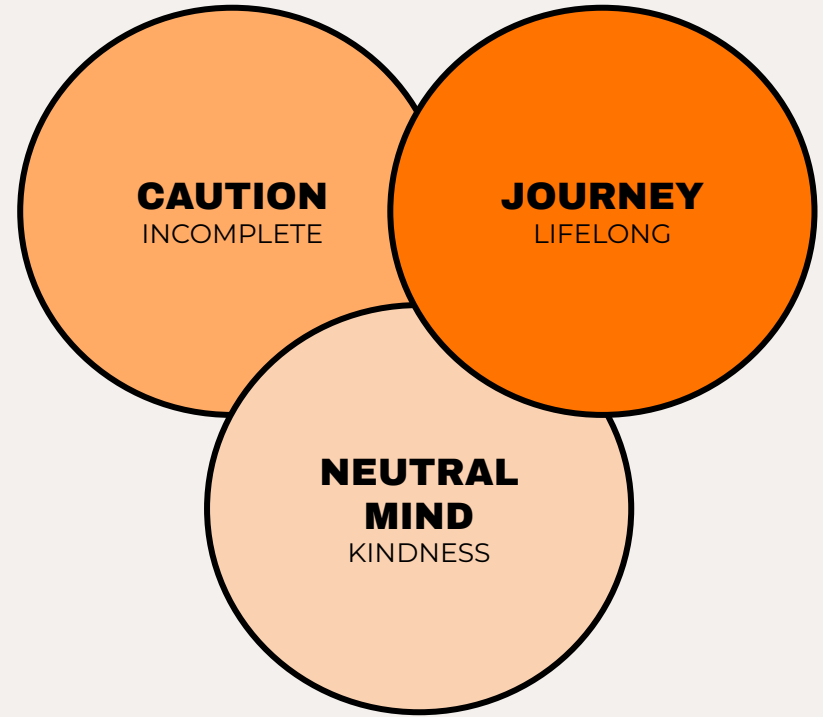 CAUTION
INCOMPLETE
JOURNEY
LIFELONG
NEUTRAL
MIND
KINDNESS